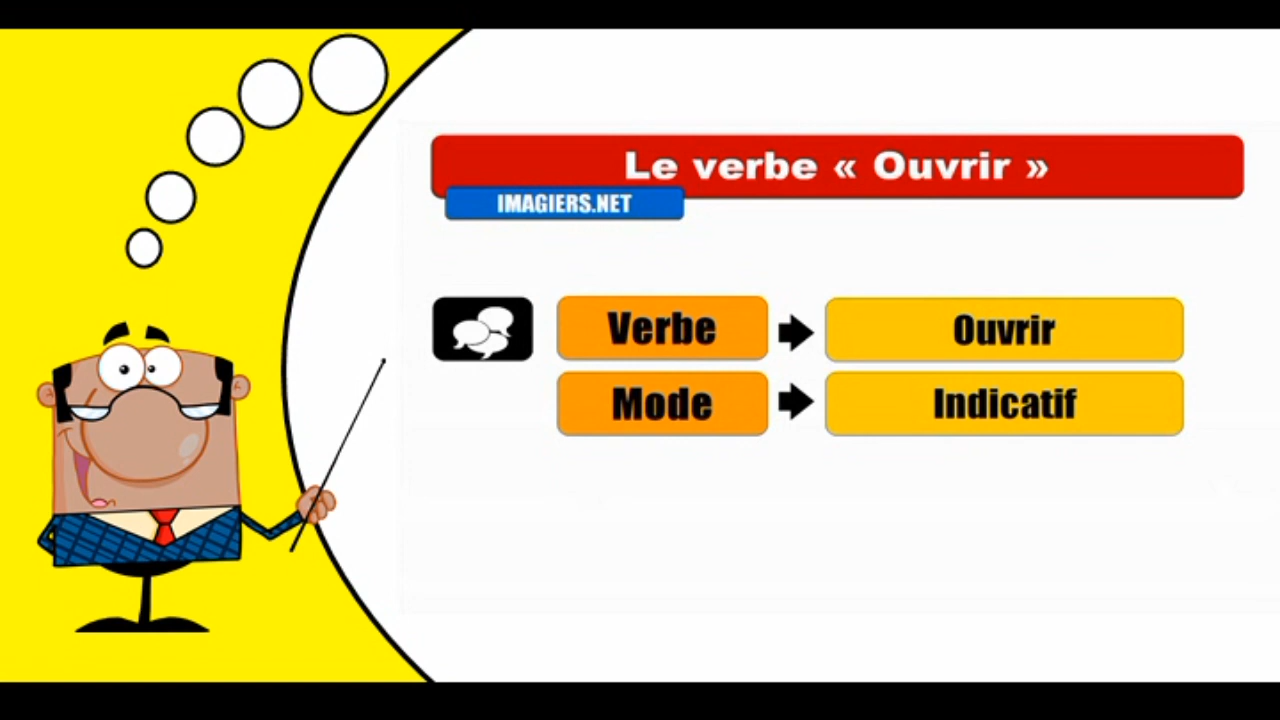 Le verbe « Ouvrir »
IMAGIERS.NET
Verbe
Ouvrir
Mode
Indicatif